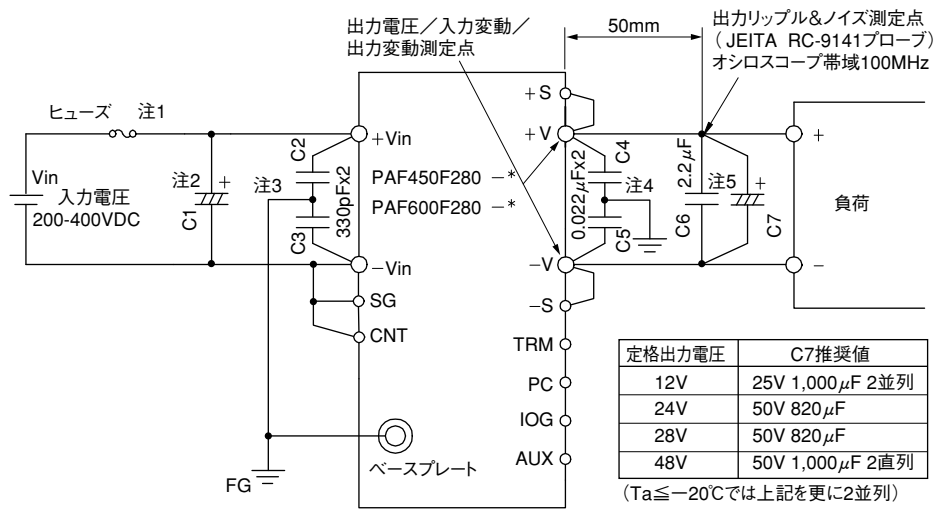 出力電圧／入力変動／
出力変動測定点
50mm
出力リップル&ノイズ測定点
（JEITA RC-9141プローブ）
オシロスコープ帯域100MHz
ヒューズ 注1
Vin
入力電圧
200-400VDC
注2
+
C1
注3
C2
330pFx2
C3
+Vin
-Vin
SG
CNT
PAF450F280 -*
PAF600F280 -*
+S
+V
-V
-S
TRM
PC
IOG
AUX
ベースプレート
FG
C4
0.022μFx2
注4
C5
2.2μF
C6
注5
+
C7
+
-
負荷
定格出力電圧 C7推奨値
12V 25V 1,000μF 2並列
24V 50V 820μF
28V 50V 820μF
48V 50V 1,000μF 2直列
（Ta≦－20℃では上記を更に2並列）